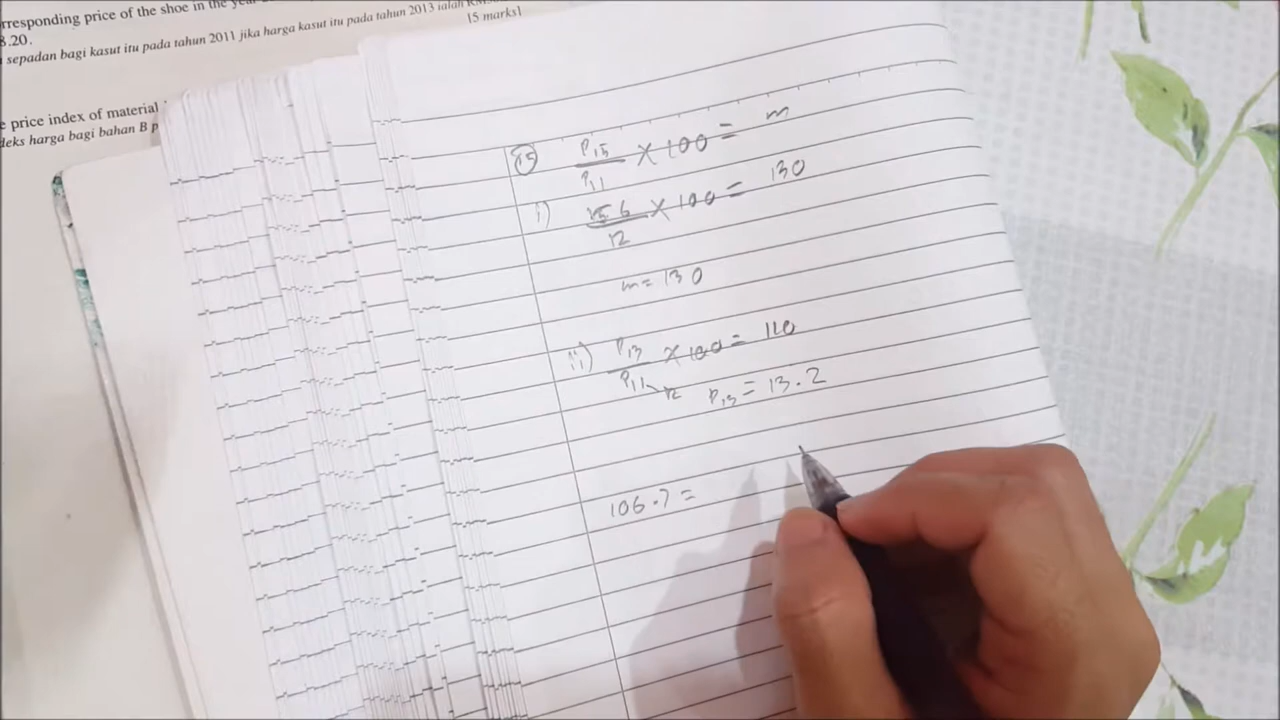 rresponding price of the shoe in the
8.20.
sepadan bagi kasut itu pada tahun 2011 jika harga kasut itu pada tahun 2013 ialah
[5 marks]
e price index of material
deks harga bagi bahan B p
15 P15/P11 × 100 = m
i) 15.6/12 × 100 = 130
m = 130
ii) P13/P11 × 100 = 110
12 P13 = 13.2
106.7 =